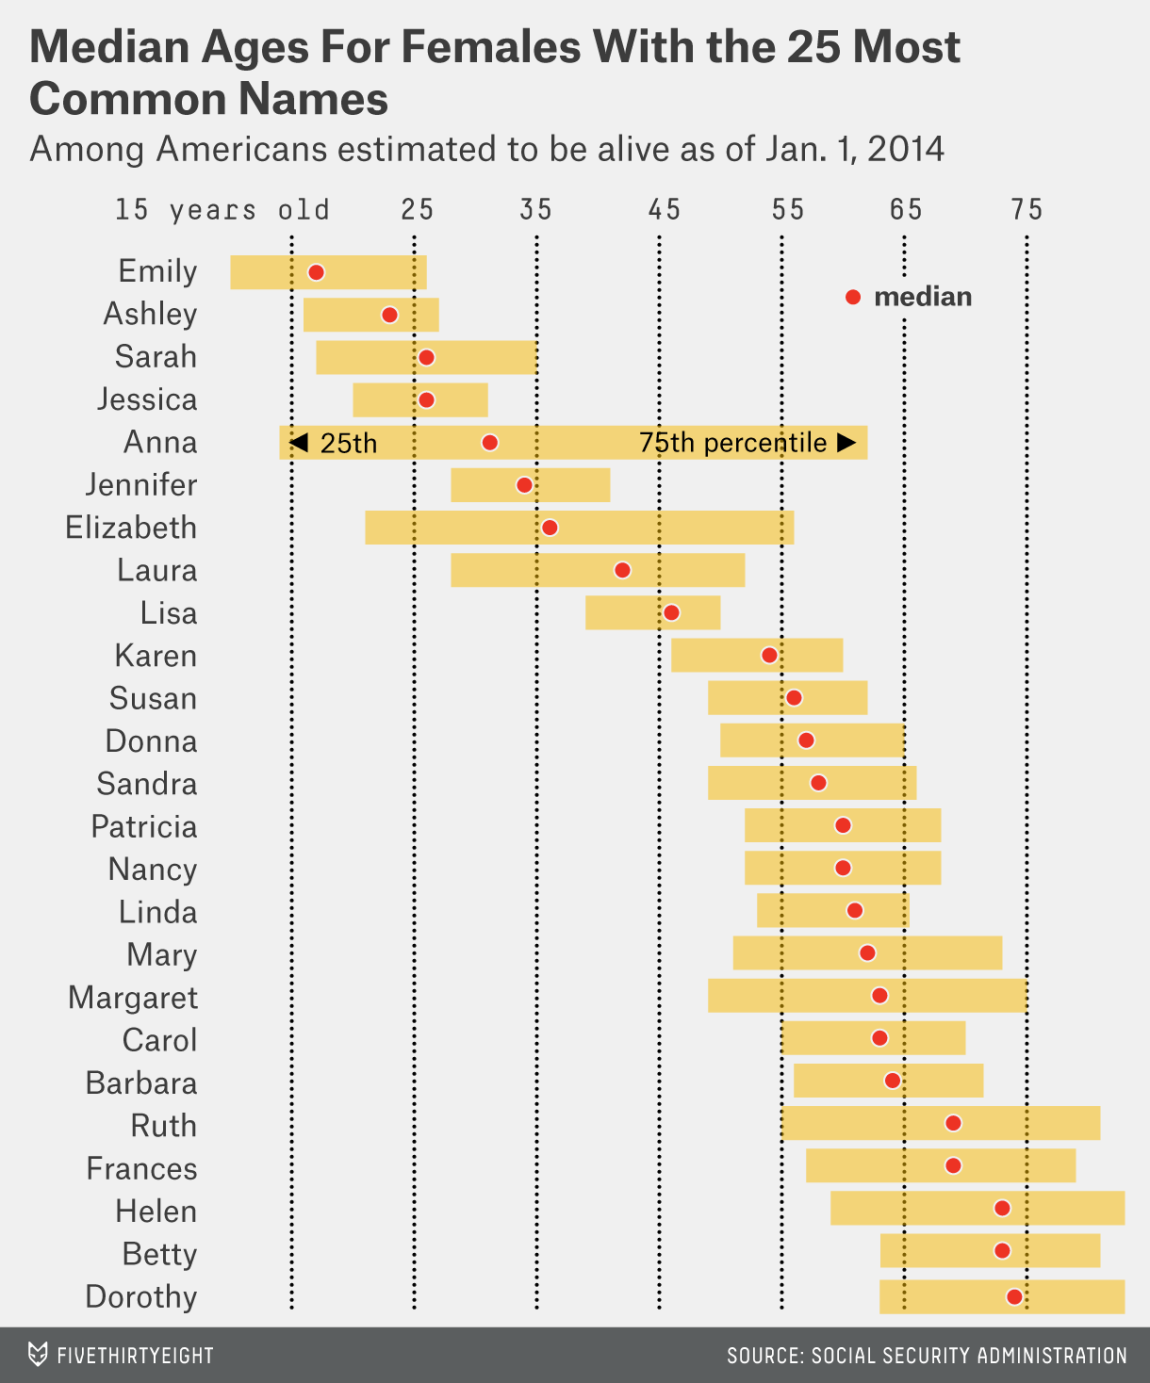 Median Ages For Females With the 25 Most
Common Names
Among Americans estimated to be alive as of Jan. 1, 2014
15 years old 25 35 45 55 65 75
Emily
median
Ashley
Sarah
Jessica
Anna ◀ 25th 75th percentile ▶
Jennifer
Elizabeth
Laura
Lisa
Karen
Susan
Donna
Sandra
Patricia
Nancy
Linda
Mary
Margaret
Carol
Barbara
Ruth
Frances
Helen
Betty
Dorothy
FIVETHIRTYEIGHT SOURCE: SOCIAL SECURITY ADMINISTRATION